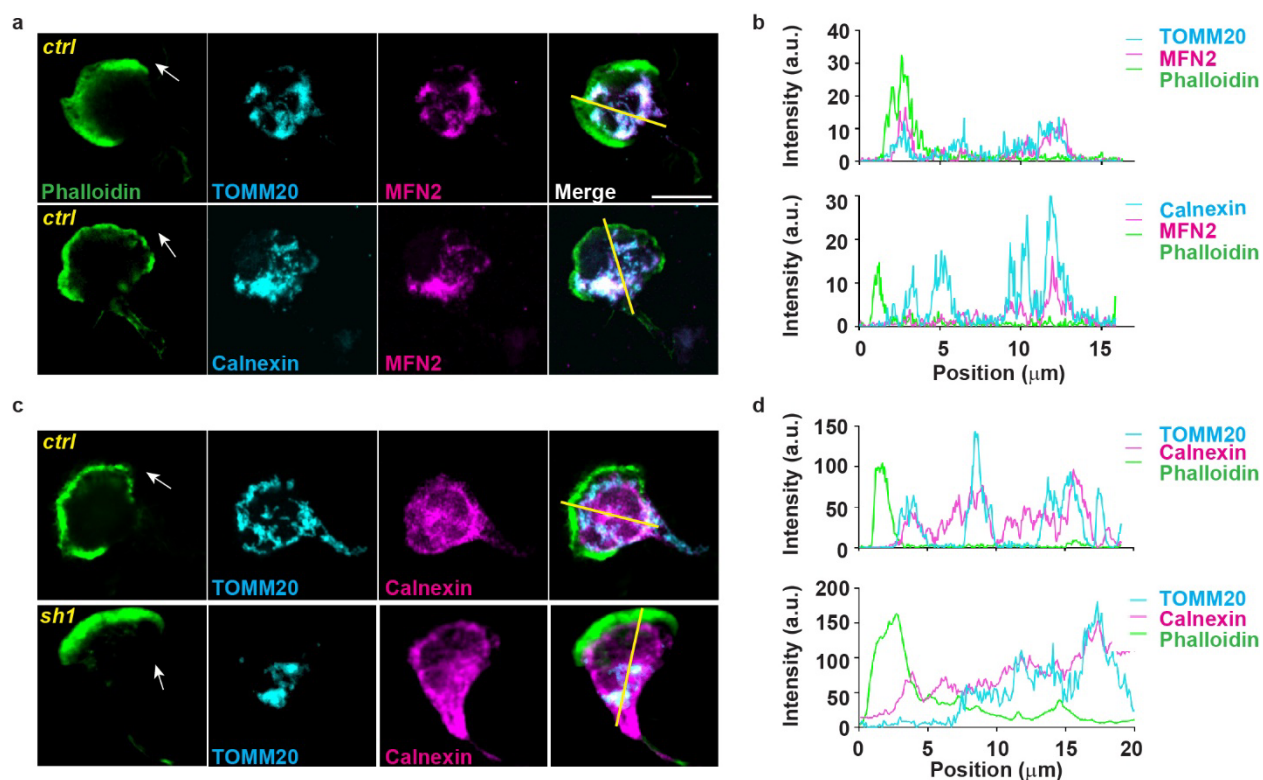 a
ctrl
Phalloidin
TOMM20
MFN2
Merge
ctrl
Calnexin
MFN2
b
Intensity (a.u.)
40
30
20
10
0
TOMM20
MFN2
Phalloidin
Intensity (a.u.)
30
20
10
0
0 5 10 15
Position (μm)
Calnexin
MFN2
Phalloidin
c
ctrl
TOMM20
Calnexin
sh1
TOMM20
Calnexin
d
Intensity (a.u.)
150
100
50
0
TOMM20
Calnexin
Phalloidin
Intensity (a.u.)
200
150
100
50
0
0 5 10 15 20
Position (μm)
TOMM20
Calnexin
Phalloidin